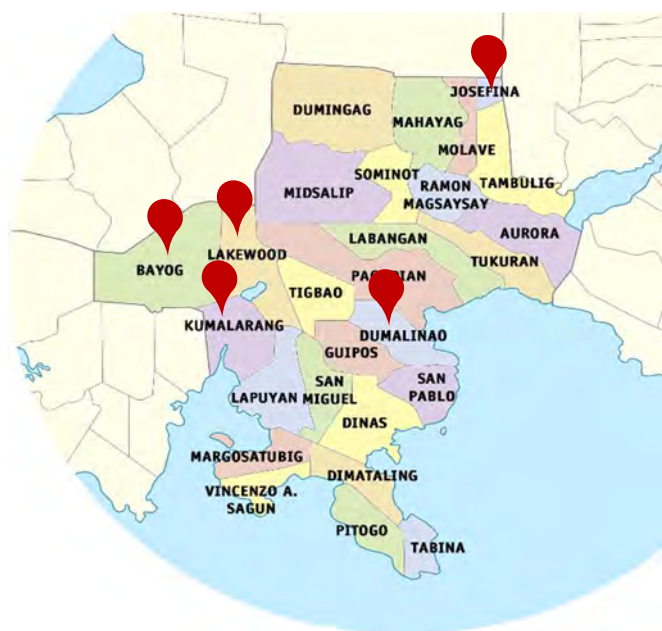 JOSEFINA
DUMINGAG
MAHAYAG
MOLAVE
SOMINOT
TAMBULIG
MIDSALIP
RAMON
MAGSAYSAY
AURORA
LABANGAN
LAKEWOOD
TUKURAN
BAYOG
TIGBAO
KUMALARANG
DUMALINAO
GUIPOS
SAN
MIGUEL
SAN
PABLO
LAPUYAN
DINAS
MARGOSATUBIG
DIMATALING
VINCENZO A.
SAGUN
PITOGO
TABINA